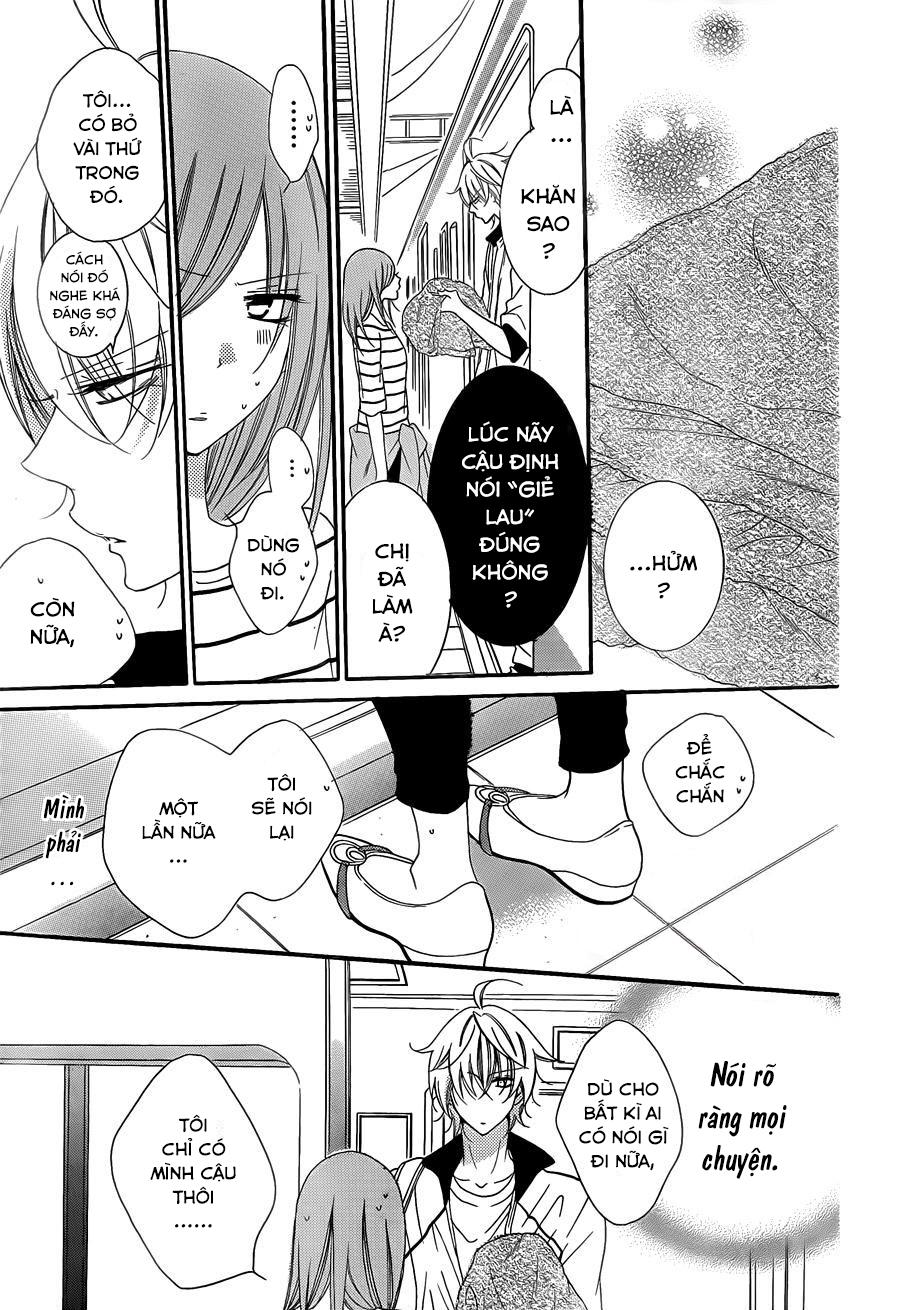 ...HỬM
?
LÀ
...
KHĂN
SAO
?
LÚC NÃY
CẬU ĐỊNH
NÓI "GIẺ
LAU"
ĐÚNG
KHÔNG
?
CHỊ
ĐÃ
LÀM
À?
......
...
DÙNG
NÓ
ĐI.
TÔI...
CÓ BỎ
VÀI THỨ
TRONG
ĐÓ.
CÁCH
NÓI ĐÓ
NGHE KHÁ
ĐÁNG SỢ
ĐẤY.
CÒN
NỮA,
ĐỂ
CHẮC
CHẮN
TÔI
SẼ NÓI
LẠI
MỘT
LẦN NỮA
...
Mình
phải
...
Nói rõ
ràng mọi
chuyện.
DÙ CHO
BẤT KÌ AI
CÓ NÓI GÌ
ĐI NỮA,
TÔI
CHỈ CÓ
MÌNH CẬU
THÔI
......